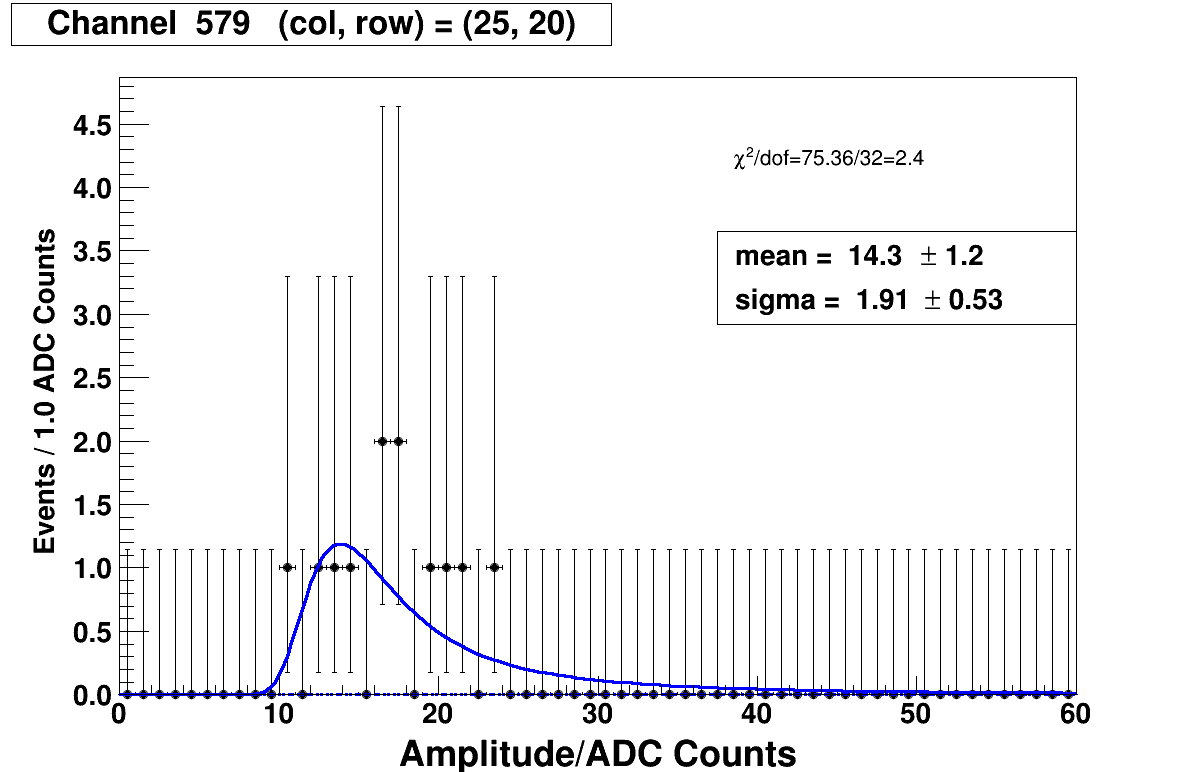 Channel  579   (col, row) = (25, 20)
Events / 1.0 ADC Counts
4.5
4.0
3.5
3.0
2.5
2.0
1.5
1.0
0.5
0.0
χ²/dof=75.36/32=2.4
mean =  14.3  ± 1.2
sigma =  1.91  ± 0.53
0 10 20 30 40 50 60
Amplitude/ADC Counts